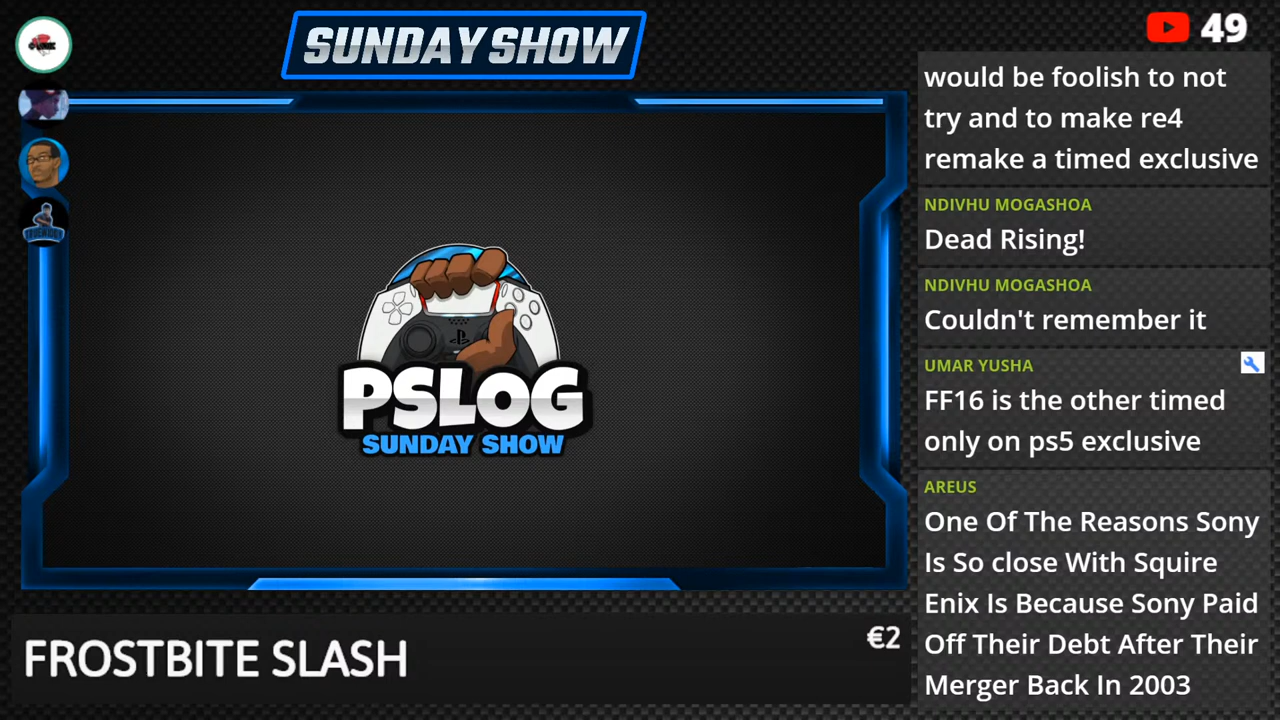 SUNDAY SHOW
49
would be foolish to not
try and to make re4
remake a timed exclusive
NDIVHU MOGASHOA
Dead Rising!
NDIVHU MOGASHOA
Couldn't remember it
UMAR YUSHA
FF16 is the other timed
only on ps5 exclusive
AREUS
One Of The Reasons Sony
Is So close With Squire
Enix Is Because Sony Paid
Off Their Debt After Their
Merger Back In 2003
PSLOG
SUNDAY SHOW
FROSTBITE SLASH
€2